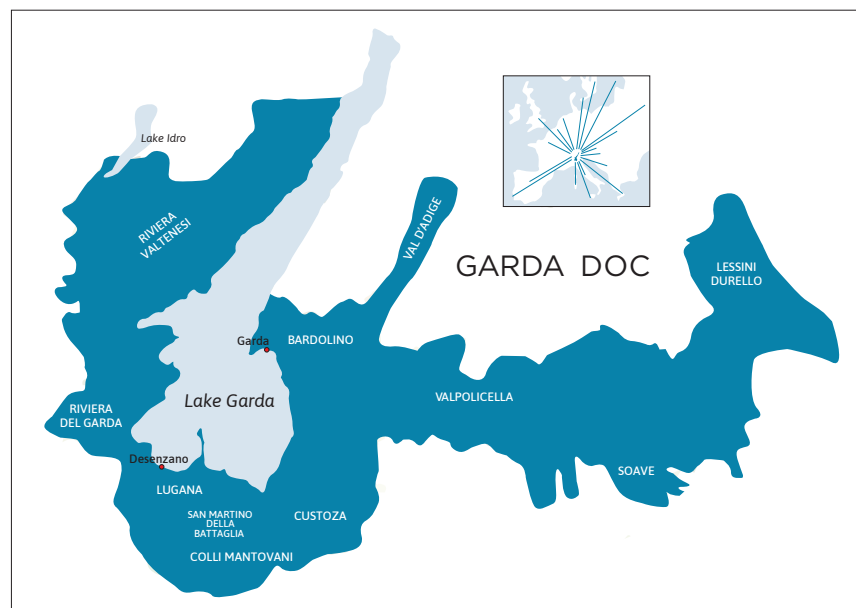 Lake Idro
RIVIERA
VALTENESI
VAL D'ADIGE
GARDA DOC
LESSINI
DURELLO
Garda
BARDOLINO
Lake Garda
VALPOLICELLA
RIVIERA
DEL GARDA
Desenzano
LUGANA
SOAVE
SAN MARTINO
DELLA
BATTAGLIA
CUSTOZA
COLLI MANTOVANI